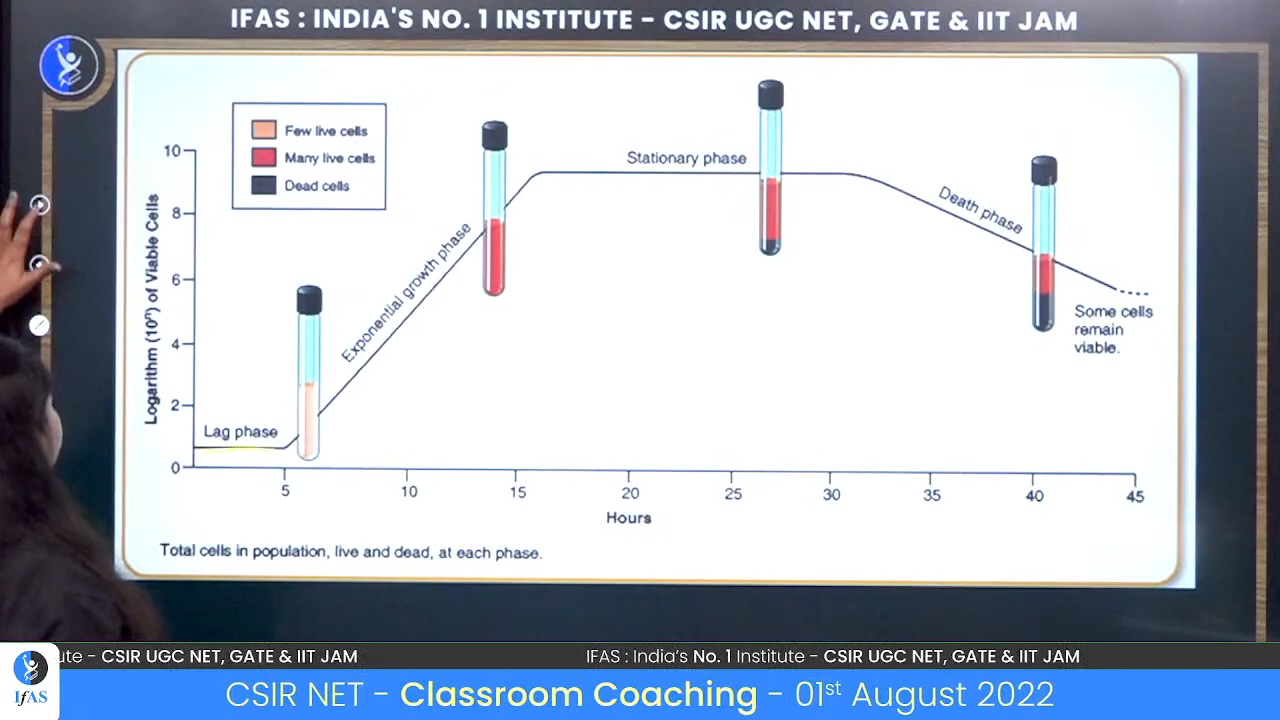 IFAS : INDIA'S NO. 1 INSTITUTE - CSIR UGC NET, GATE & IIT JAM
Few live cells
Many live cells
Dead cells
Logarithm (10ⁿ) of Viable Cells
10
8
6
4
2
0
Lag phase
Exponential growth phase
Stationary phase
Death phase
Some cells
remain
viable.
5
10
15
20
25
30
35
40
45
Hours
Total cells in population, live and dead, at each phase.
ute - CSIR UGC NET, GATE & IIT JAM
IFAS : India's No. 1 Institute - CSIR UGC NET, GATE & IIT JAM
IfAS
CSIR NET - Classroom Coaching - 01st August 2022